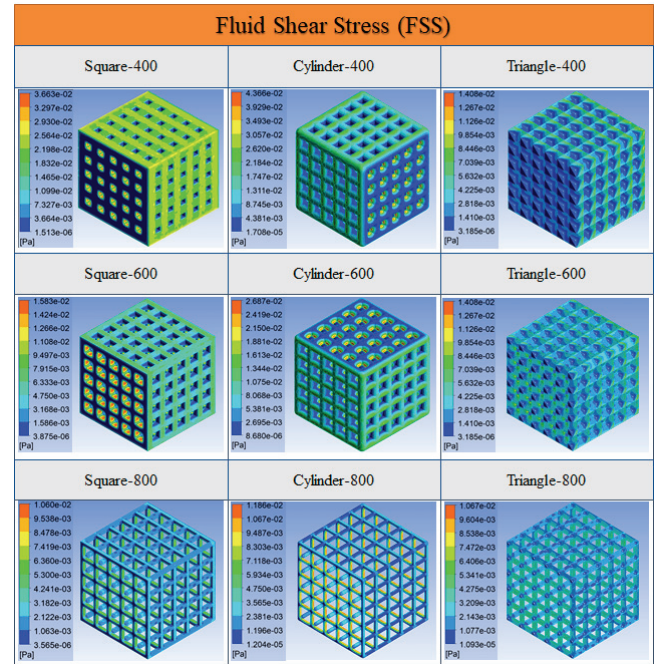 Fluid Shear Stress (FSS)
Square-400
Cylinder-400
Triangle-400
3.663e-02
3.297e-02
2.930e-02
2.564e-02
2.198e-02
1.832e-02
1.465e-02
1.099e-02
7.327e-03
3.664e-03
1.513e-06
[Pa]
4.366e-02
3.929e-02
3.493e-02
3.057e-02
2.620e-02
2.184e-02
1.747e-02
1.311e-02
8.745e-03
4.381e-03
1.708e-05
[Pa]
1.408e-02
1.267e-02
1.126e-02
9.854e-03
8.446e-03
7.039e-03
5.632e-03
4.225e-03
2.818e-03
1.410e-03
3.185e-06
[Pa]
Square-600
Cylinder-600
Triangle-600
1.583e-02
1.424e-02
1.266e-02
1.108e-02
9.497e-03
7.915e-03
6.333e-03
4.750e-03
3.168e-03
1.586e-03
3.875e-06
[Pa]
2.687e-02
2.419e-02
2.150e-02
1.881e-02
1.613e-02
1.344e-02
1.075e-02
8.068e-03
5.381e-03
2.695e-03
8.680e-06
[Pa]
1.408e-02
1.267e-02
1.126e-02
9.854e-03
8.446e-03
7.039e-03
5.632e-03
4.225e-03
2.818e-03
1.410e-03
3.185e-06
[Pa]
Square-800
Cylinder-800
Triangle-800
1.060e-02
9.538e-03
8.478e-03
7.419e-03
6.360e-03
5.300e-03
4.241e-03
3.182e-03
2.122e-03
1.063e-03
3.565e-06
[Pa]
1.186e-02
1.067e-02
9.487e-03
8.303e-03
7.118e-03
5.934e-03
4.750e-03
3.565e-03
2.381e-03
1.196e-03
1.204e-05
[Pa]
1.067e-02
9.604e-03
8.538e-03
7.472e-03
6.406e-03
5.341e-03
4.275e-03
3.209e-03
2.143e-03
1.077e-03
1.093e-05
[Pa]